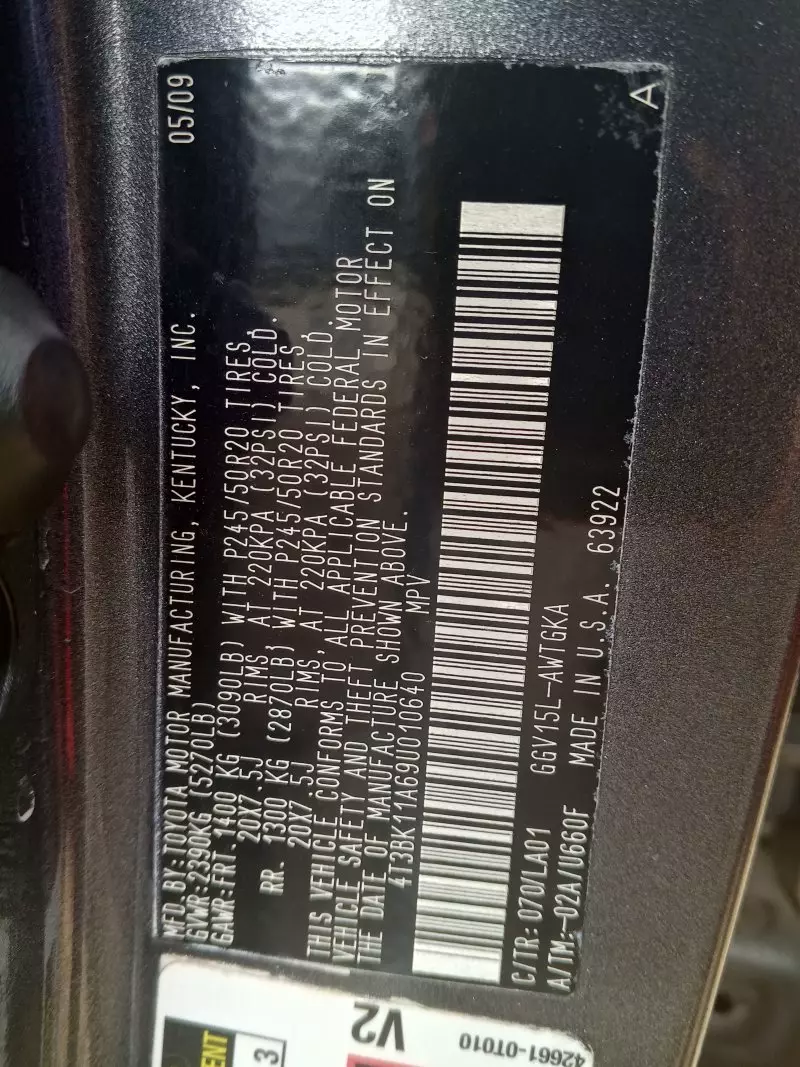 MFD. BY: TOYOTA MOTOR MANUFACTURING, KENTUCKY, INC. 05/09
GVWR: 2390KG (5270LB)
GAWR: FRT. 1400 KG (3090LB) WITH P245/50R20 TIRES,
20X7.5J RIMS, AT 220KPA (32PSI) COLD.
RR. 1300 KG (2870LB) WITH P245/50R20 TIRES,
20X7.5J RIMS, AT 220KPA (32PSI) COLD.
THIS VEHICLE CONFORMS TO ALL APPLICABLE FEDERAL MOTOR
VEHICLE SAFETY AND THEFT PREVENTION STANDARDS IN EFFECT ON
THE DATE OF MANUFACTURE SHOWN ABOVE.
4T3BK11A69U010640 MPV
C/TR: 070/LA01 GGV15L-AWTGKA
A/TM: -02A/U660F MADE IN U.S.A. 63922
A
V2
42661-0T010
3